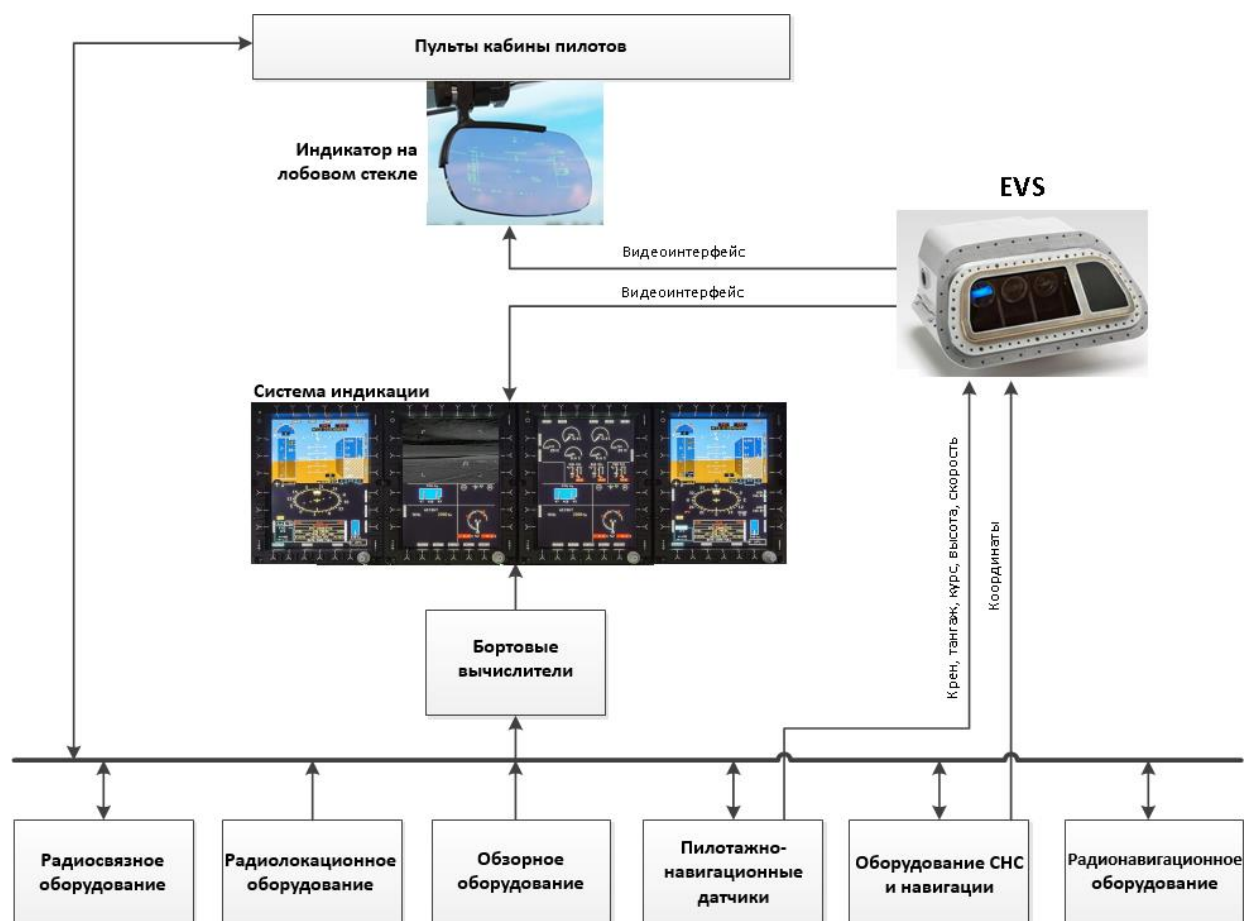 Пульты кабины пилотов
Индикатор на
лобовом стекле
EVS
Видеоинтерфейс
Видеоинтерфейс
Система индикации
Крен, тангаж, курс, высота, скорость
Координаты
Бортовые
вычислители
Радиосвязное
оборудование
Радиолокационное
оборудование
Обзорное
оборудование
Пилотажно-
навигационные
датчики
Оборудование СНС
и навигации
Радионавигационное
оборудование